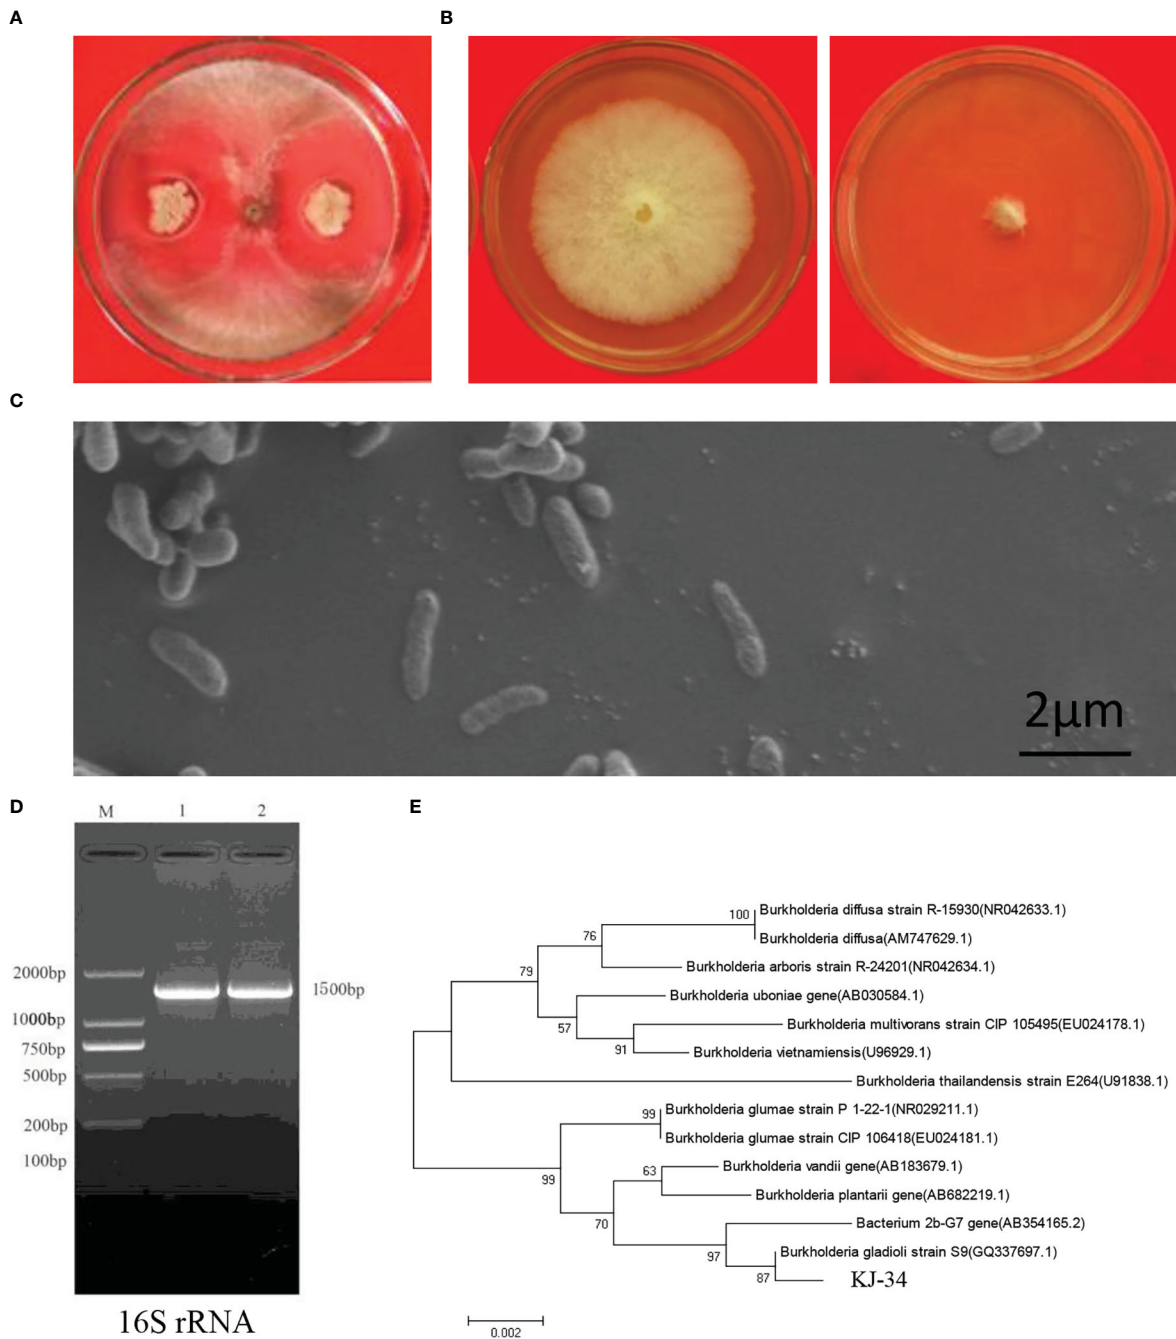 A
B
C
2μm
D
M 1 2
2000bp
1500bp
1000bp
750bp
500bp
200bp
100bp
16S rRNA
E
100
Burkholderia diffusa strain R-15930(NR042633.1)
Burkholderia diffusa(AM747629.1)
76
Burkholderia arboris strain R-24201(NR042634.1)
79
Burkholderia uboniae gene(AB030584.1)
57
Burkholderia multivorans strain CIP 105495(EU024178.1)
91
Burkholderia vietnamiensis(U96929.1)
Burkholderia thailandensis strain E264(U91838.1)
99
Burkholderia glumae strain P 1-22-1(NR029211.1)
Burkholderia glumae strain CIP 106418(EU024181.1)
99
63
Burkholderia vandii gene(AB183679.1)
Burkholderia plantarii gene(AB682219.1)
70
Bacterium 2b-G7 gene(AB354165.2)
97
Burkholderia gladioli strain S9(GQ337697.1)
87
KJ-34
0.002